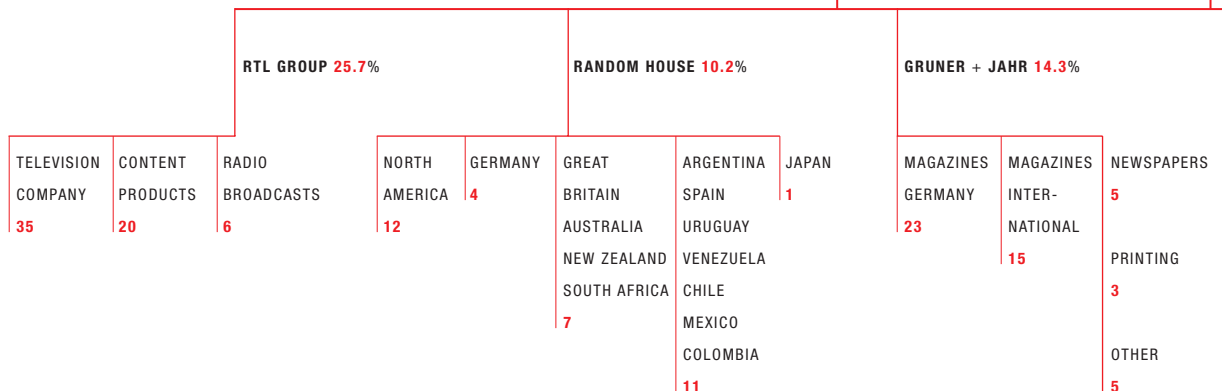 RTL GROUP 25.7%
TELEVISION
COMPANY
35
CONTENT
PRODUCTS
20
RADIO
BROADCASTS
6
RANDOM HOUSE 10.2%
NORTH
AMERICA
12
GERMANY
4
GREAT
BRITAIN
AUSTRALIA
NEW ZEALAND
SOUTH AFRICA
7
ARGENTINA
SPAIN
URUGUAY
VENEZUELA
CHILE
MEXICO
COLOMBIA
11
JAPAN
1
GRUNER + JAHR 14.3%
MAGAZINES
GERMANY
23
MAGAZINES
INTER-
NATIONAL
15
NEWSPAPERS
5
PRINTING
3
OTHER
5